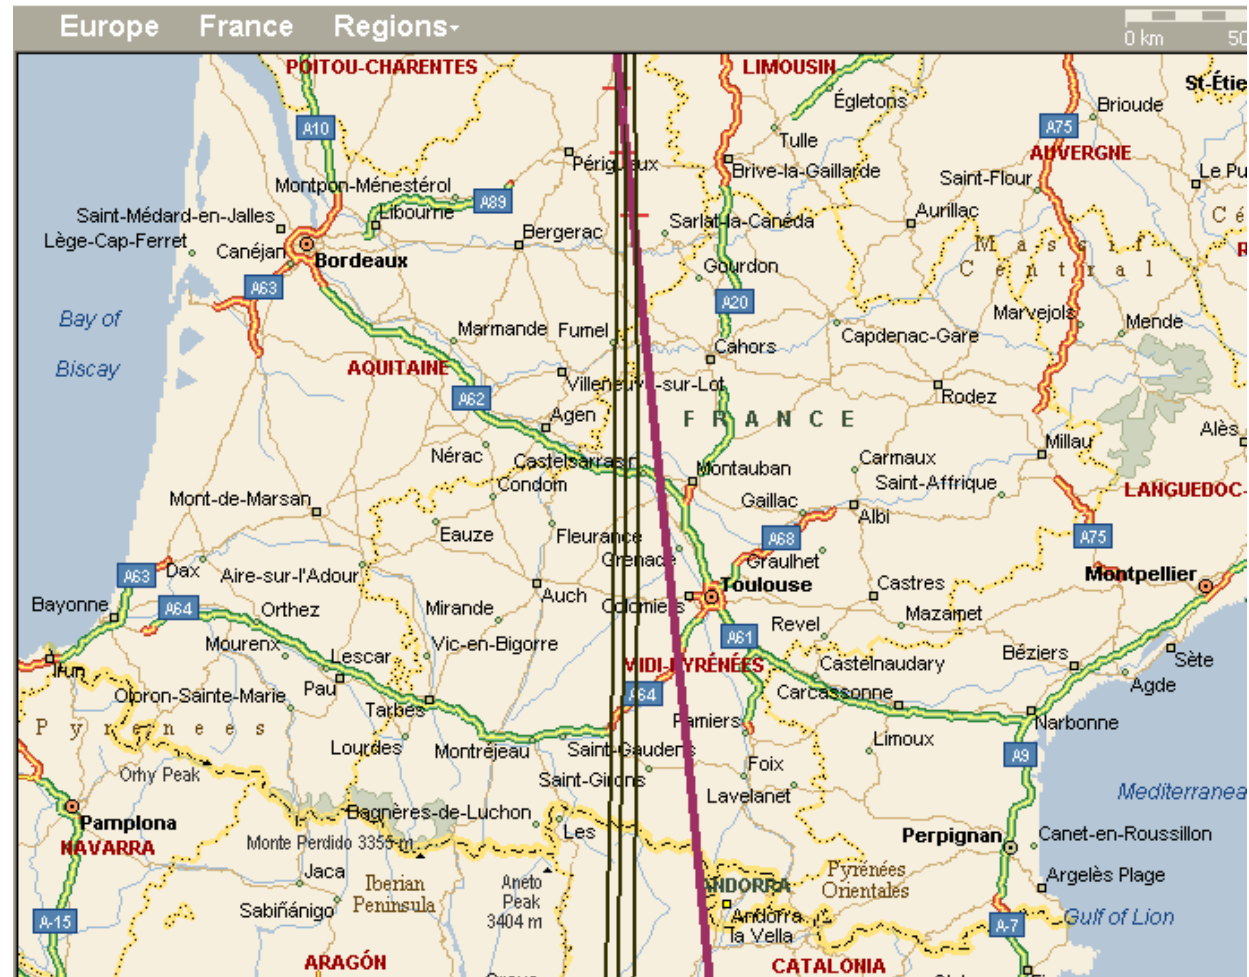 Europe France Regions
0 km 50
POITOU-CHARENTES
LIMOUSIN
Égletons
St-Étie
Brioude
A10
Tulle
A75
AUVERGNE
Périgueux
Brive-la-Gaillarde
Saint-Flour
Le Pu
Montpon-Ménestérol
A89
Saint-Médard-en-Jalles
Libourne
Sarlat-la-Canéda
Aurillac
Cé
Lège-Cap-Ferret
Canéjan
Bergerac
Massif
Central
R
Bordeaux
Gourdon
A63
A20
Bay of
Biscay
Marmande
Fumel
Capdenac-Gare
Marvejols
Mende
Cahors
AQUITAINE
Villeneuve-sur-Lot
Rodez
A62
Agen
FRANCE
Alès
Nérac
Castelsarrasin
Montauban
Carmaux
Millau
Condom
Gaillac
Saint-Affrique
LANGUEDOC-
Mont-de-Marsan
Albi
Eauze
Fleurance
A68
A75
Grenade
Graulhet
A63
Dax
Aire-sur-l'Adour
Toulouse
Castres
Montpellier
Bayonne
A64
Orthez
Mirande
Auch
Colomiers
Mazamet
A61
Revel
Mourenx
Vic-en-Bigorre
Lescar
MIDI-PYRÉNÉES
Castelnaudary
Béziers
Sète
Irun
Agde
Oloron-Sainte-Marie
Pau
A64
Carcassonne
Tarbes
Narbonne
Pyrenees
Pamiers
Lourdes
Montréjeau
Saint-Gaudens
Limoux
A9
Orhy Peak
Saint-Girons
Foix
Lavelanet
Mediterranea
Bagnères-de-Luchon
Pamplona
Les
Perpignan
Canet-en-Roussillon
NAVARRA
Monte Perdido 3355 m
Jaca
Iberian
Peninsula
Aneto
Peak
3404 m
ANDORRA
Pyrénées
Orientales
Argelès Plage
A-15
Sabiñánigo
Andorra
la Vella
A-7
Gulf of Lion
ARAGÓN
CATALONIA